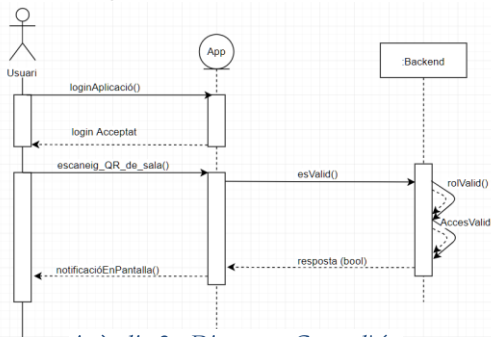 Usuari
App
:Backend
loginAplicació()
login Acceptat
escaneig_QR_de_sala()
esValid()
rolValid()
AccesValid
resposta (bool)
notificacióEnPantalla()